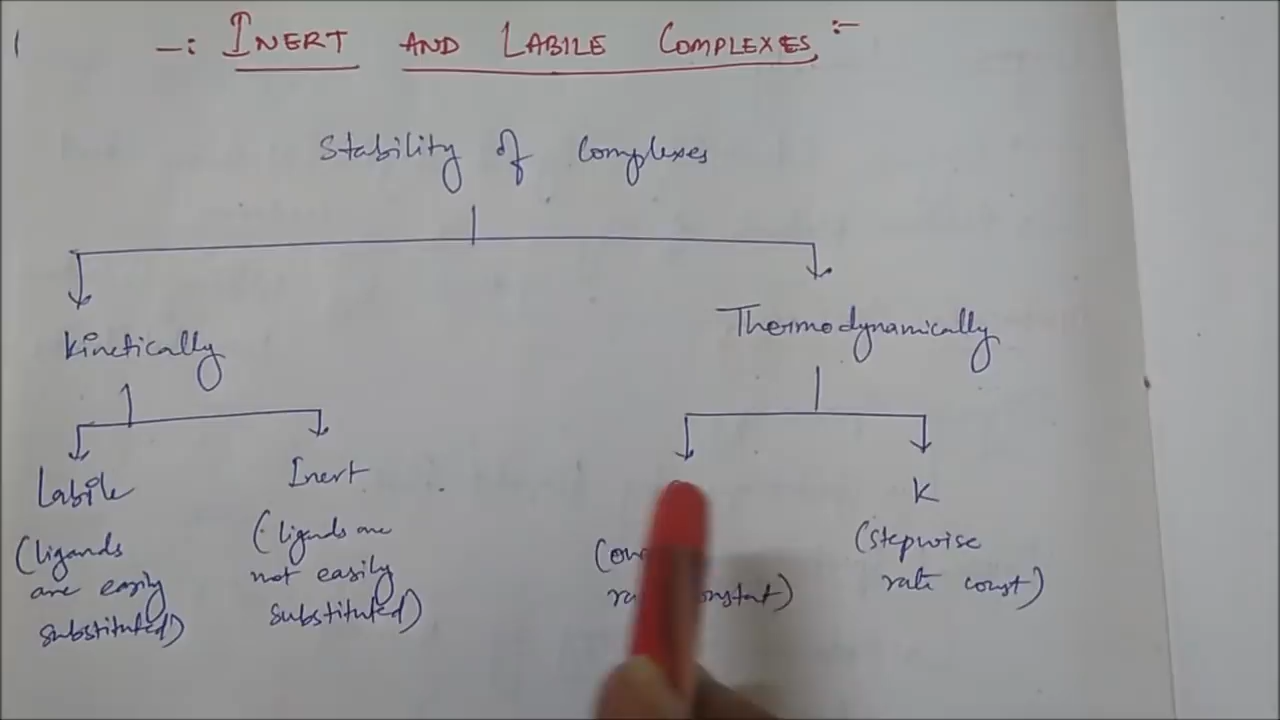 1
-: INERT AND LABILE COMPLEXES :-
Stability of Complexes
Kinetically
Thermodynamically
Labile
(ligands
are easily
substituted)
Inert
(ligands are
not easily
substituted)
K
(stepwise
rate const)